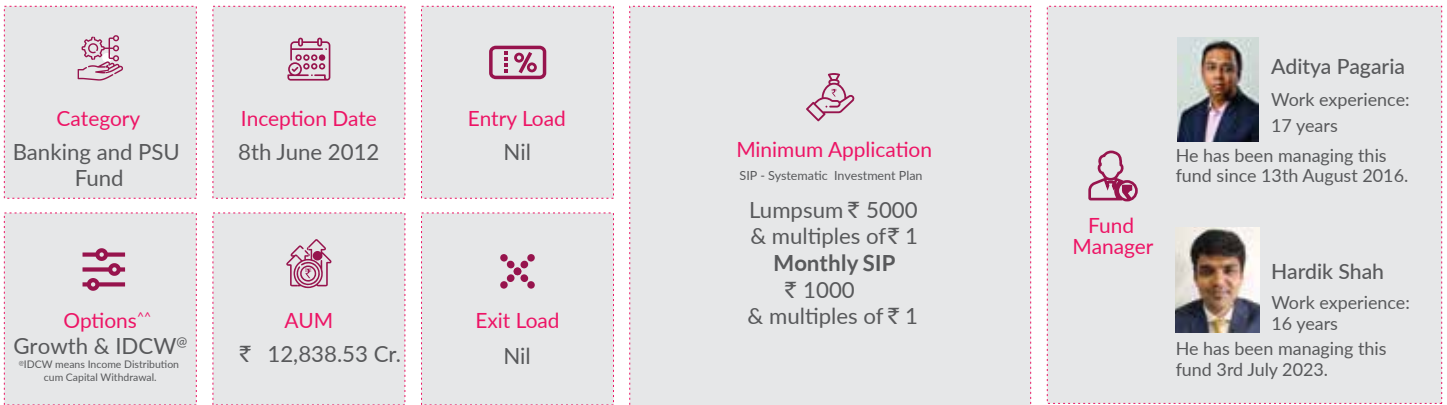 Category
Banking and PSU
Fund
Inception Date
8th June 2012
Entry Load
Nil
Options^^
Growth & IDCW@
@IDCW means Income Distribution
cum Capital Withdrawal.
AUM
₹ 12,838.53 Cr.
Exit Load
Nil
Minimum Application
SIP - Systematic Investment Plan
Lumpsum ₹ 5000
& multiples of ₹ 1
Monthly SIP
₹ 1000
& multiples of ₹ 1
Fund
Manager
Aditya Pagaria
Work experience:
17 years
He has been managing this
fund since 13th August 2016.
Hardik Shah
Work experience:
16 years
He has been managing this
fund 3rd July 2023.